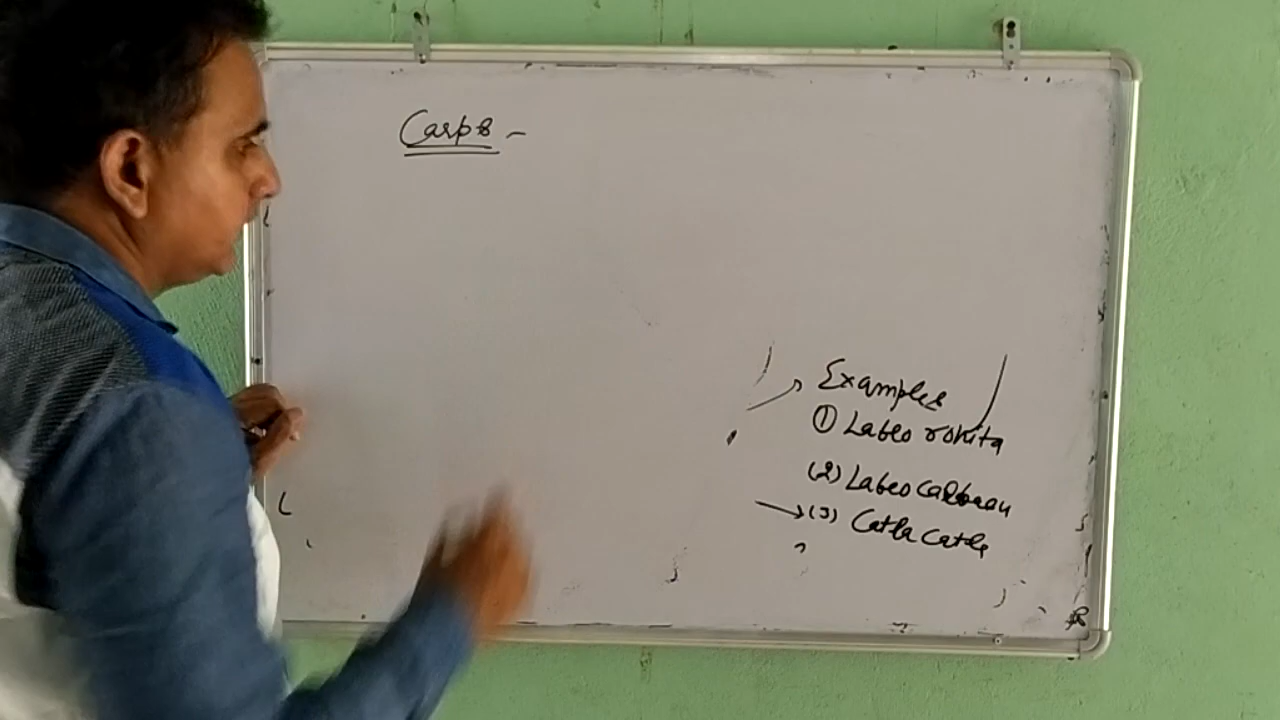 Carps -
Examples
① Labeo rohita
(2) Labeo calbasu
(3) Catla Catla